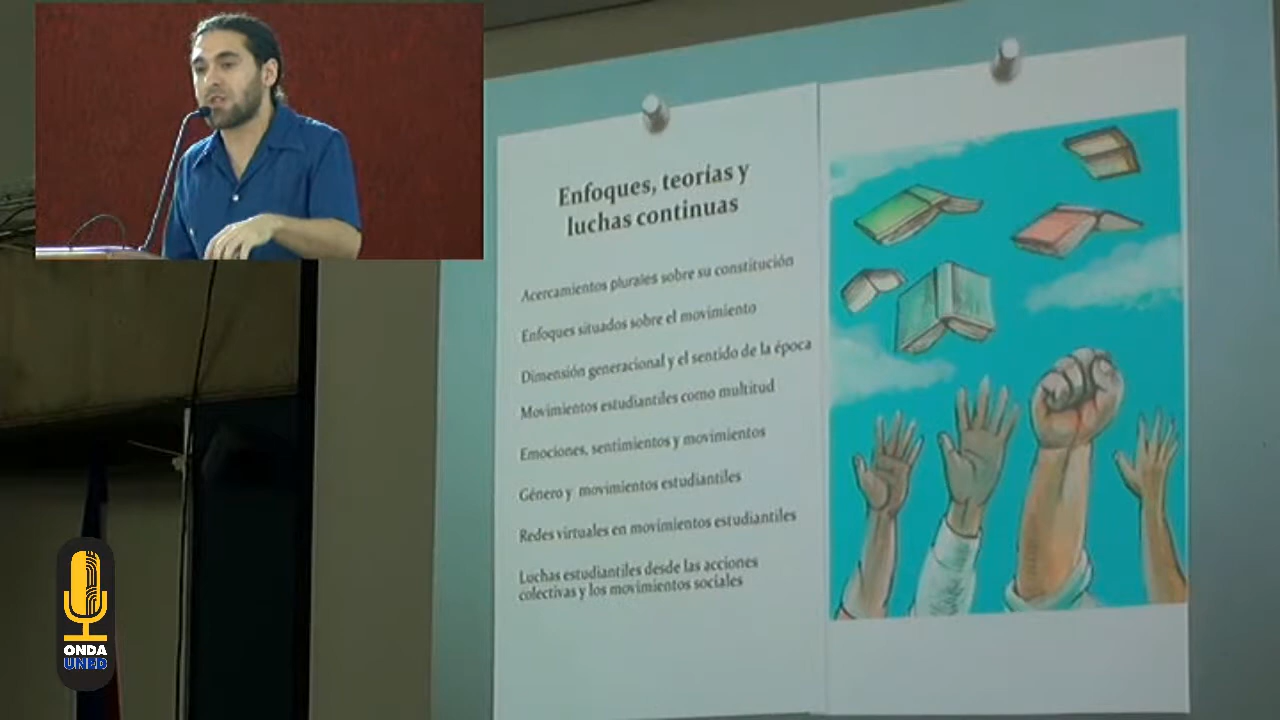 Enfoques, teorías y
luchas continuas
Acercamientos plurales sobre su constitución
Enfoques situados sobre el movimiento
Dimensión generacional y el sentido de la época
Movimientos estudiantiles como multitud
Emociones, sentimientos y movimientos
Género y movimientos estudiantiles
Redes virtuales en movimientos estudiantiles
Luchas estudiantiles desde las acciones
colectivas y los movimientos sociales
ONDA
UNED